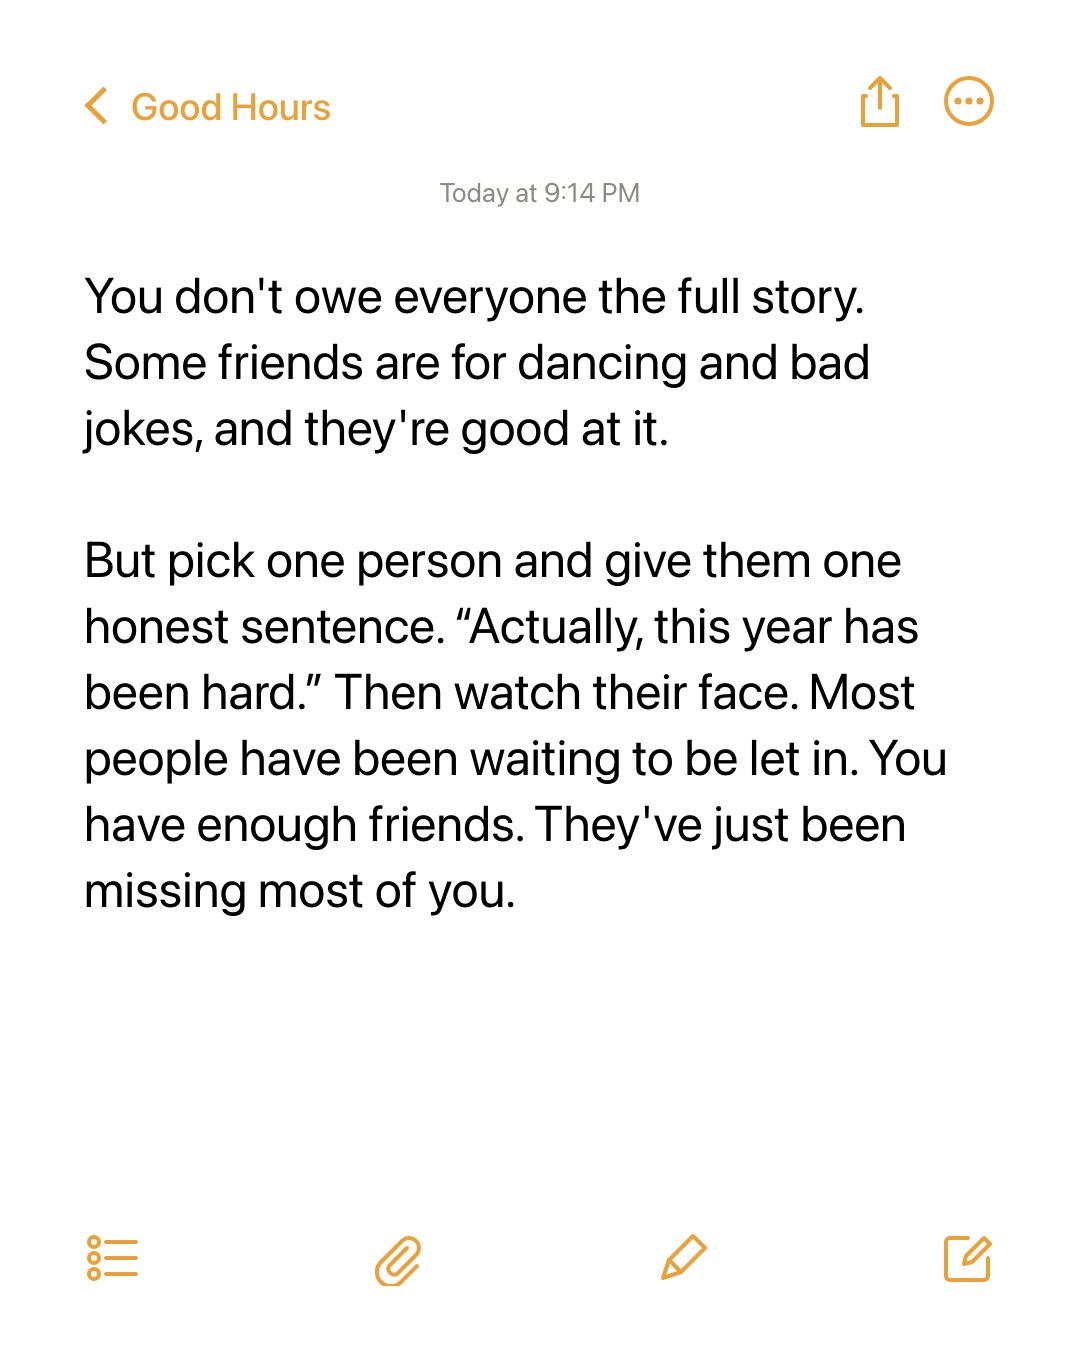 Good Hours
Today at 9:14 PM
You don't owe everyone the full story.
Some friends are for dancing and bad
jokes, and they're good at it.
But pick one person and give them one
honest sentence. “Actually, this year has
been hard.” Then watch their face. Most
people have been waiting to be let in. You
have enough friends. They've just been
missing most of you.